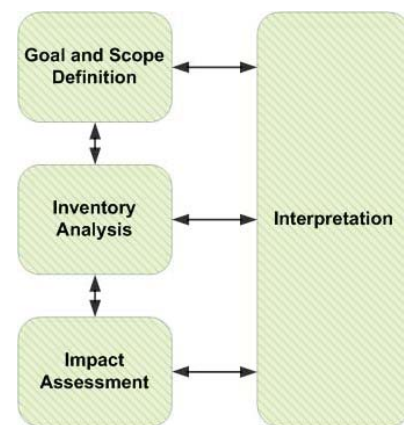 Goal and Scope
Definition
Inventory
Analysis
Interpretation
Impact
Assessment